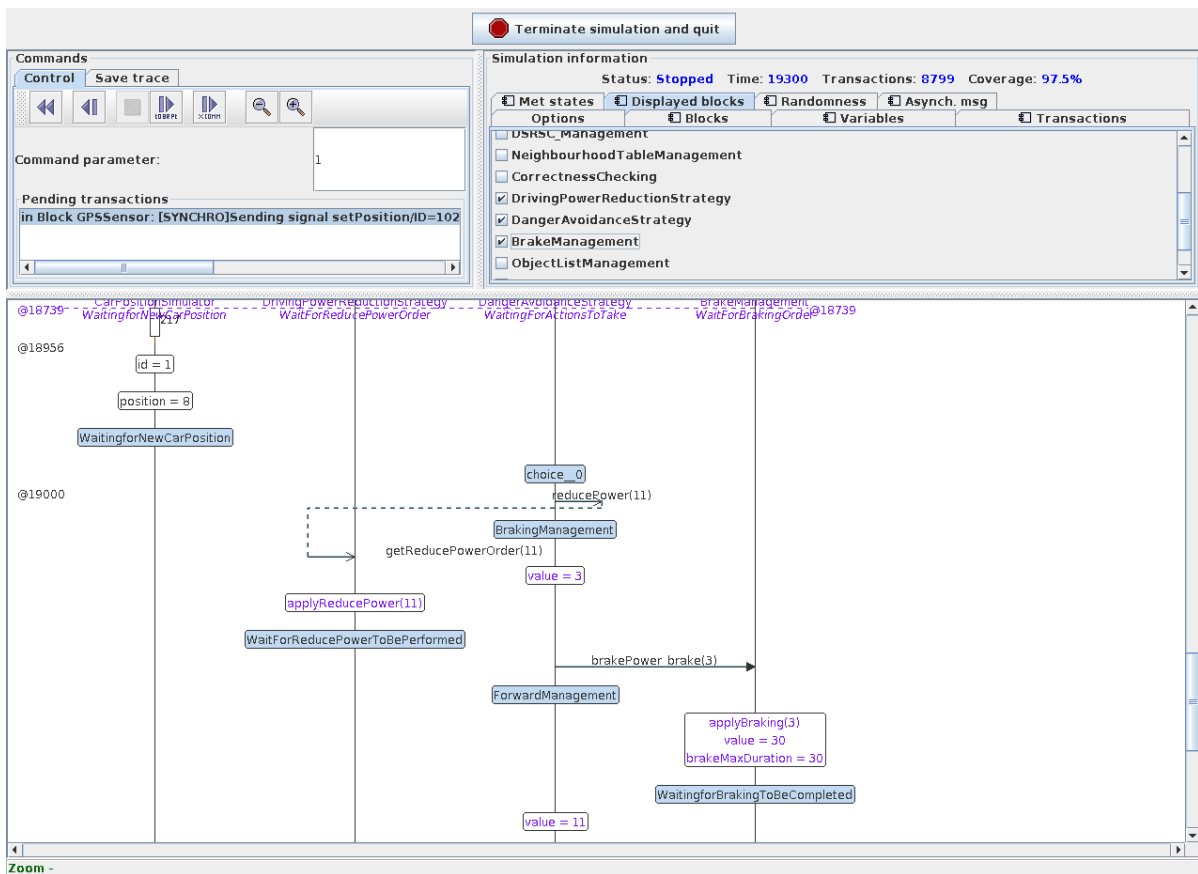 Terminate simulation and quit
Commands
Control Save trace
TO BR PT
X COMM
Command parameter:
1
Pending transactions
in Block GPSSensor: [SYNCHRO]Sending signal setPosition/ID=102
Simulation information
Status: Stopped Time: 19300 Transactions: 8799 Coverage: 97.5%
Met states Displayed blocks Randomness Asynch. msg
Options Blocks Variables Transactions
DSRSC_Management
NeighbourhoodTableManagement
CorrectnessChecking
DrivingPowerReductionStrategy
DangerAvoidanceStrategy
BrakeManagement
ObjectListManagement
CarPositionSimulator DrivingPowerReductionStrategy DangerAvoidanceStrategy BrakeManagement
@18739 WaitingforNewCarPosition WaitForReducePowerOrder WaitingForActionsToTake WaitForBrakingOrder @18739
217
@18956
id = 1
position = 8
WaitingforNewCarPosition
choice__0
@19000 reducePower(11)
BrakingManagement
getReducePowerOrder(11)
value = 3
applyReducePower(11)
WaitForReducePowerToBePerformed
brakePower_brake(3)
ForwardManagement
applyBraking(3)
value = 30
brakeMaxDuration = 30
WaitingforBrakingToBeCompleted
value = 11
Zoom -